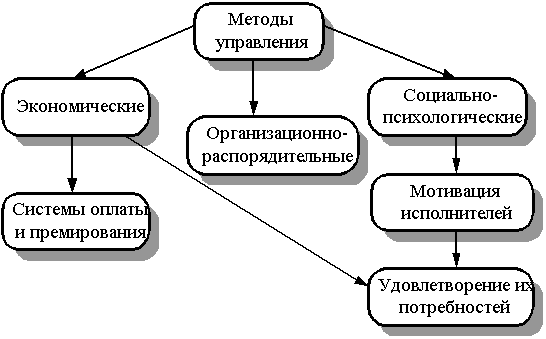 Методы
управления
Экономические
Организационно-
распорядительные
Социально-
психологические
Системы оплаты
и премирования
Мотивация
исполнителей
Удовлетворение их
потребностей